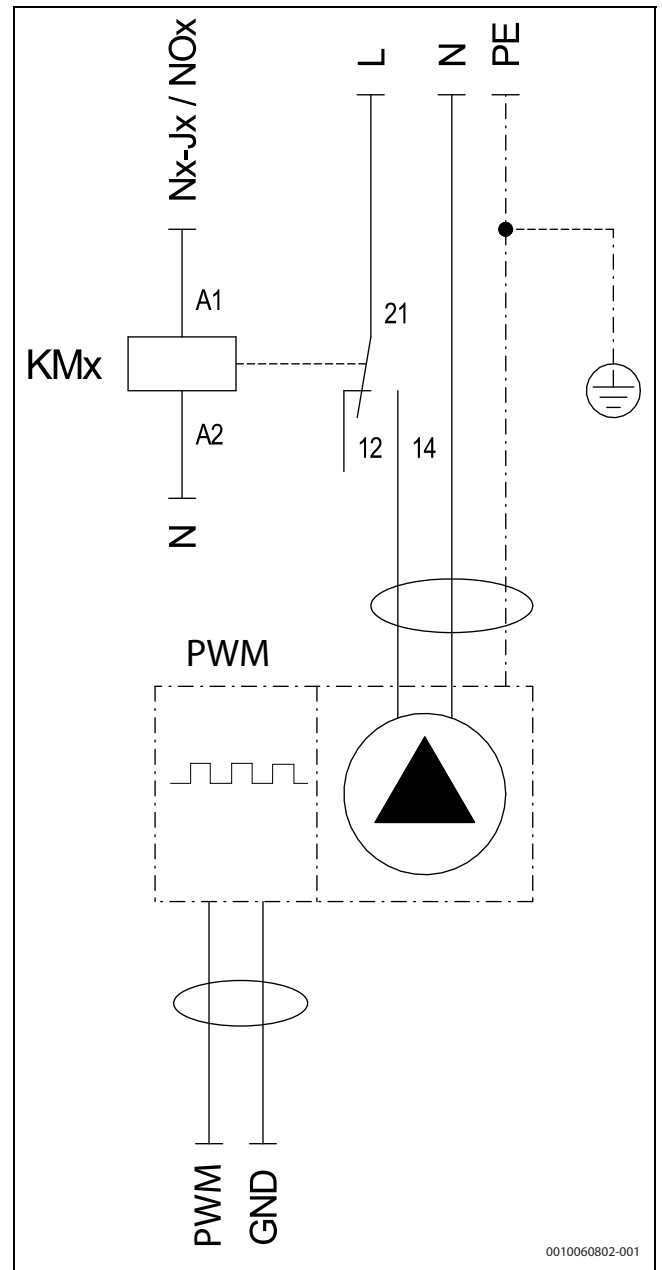 Nx-Jx / NOx
L
N
PE
A1
21
KMx
A2
12
14
N
PWM
PWM
GND
0010060802-001